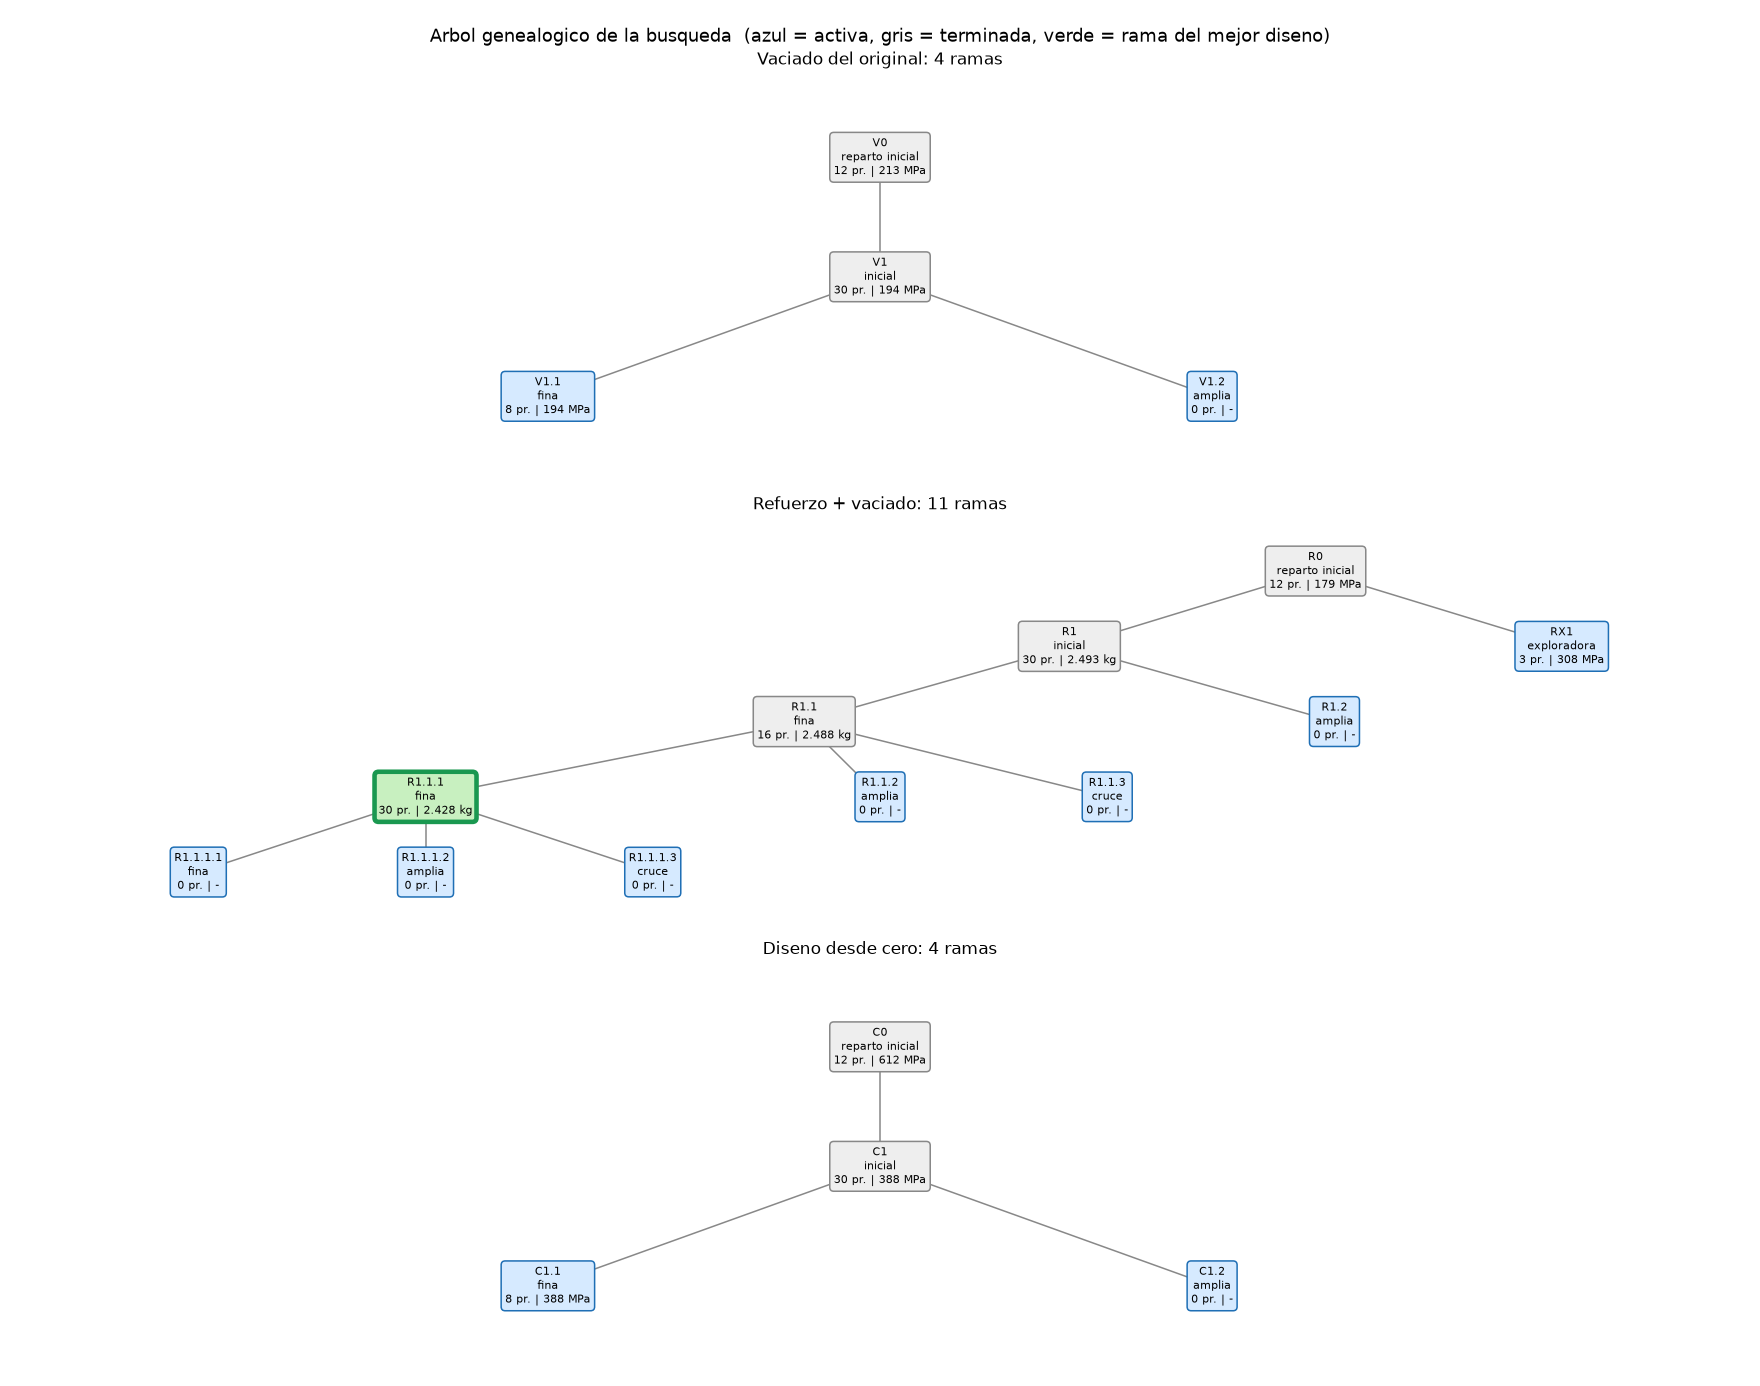 Arbol genealogico de la busqueda  (azul = activa, gris = terminada, verde = rama del mejor diseno)
Vaciado del original: 4 ramas
V0
reparto inicial
12 pr. | 213 MPa
V1
inicial
30 pr. | 194 MPa
V1.1
fina
8 pr. | 194 MPa
V1.2
amplia
0 pr. | -
Refuerzo + vaciado: 11 ramas
R0
reparto inicial
12 pr. | 179 MPa
R1
inicial
30 pr. | 2.493 kg
RX1
exploradora
3 pr. | 308 MPa
R1.1
fina
16 pr. | 2.488 kg
R1.2
amplia
0 pr. | -
R1.1.1
fina
30 pr. | 2.428 kg
R1.1.2
amplia
0 pr. | -
R1.1.3
cruce
0 pr. | -
R1.1.1.1
fina
0 pr. | -
R1.1.1.2
amplia
0 pr. | -
R1.1.1.3
cruce
0 pr. | -
Diseno desde cero: 4 ramas
C0
reparto inicial
12 pr. | 612 MPa
C1
inicial
30 pr. | 388 MPa
C1.1
fina
8 pr. | 388 MPa
C1.2
amplia
0 pr. | -